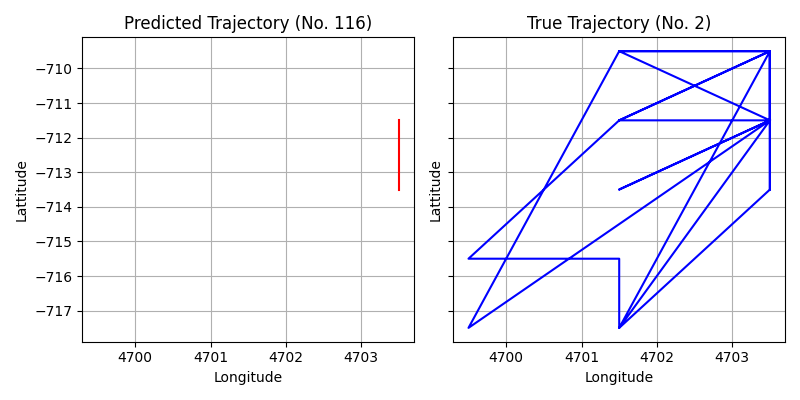 Predicted Trajectory (No. 116)
Lattitude
−710
−711
−712
−713
−714
−715
−716
−717
4700
4701
4702
4703
Longitude
True Trajectory (No. 2)
Lattitude
4700
4701
4702
4703
Longitude